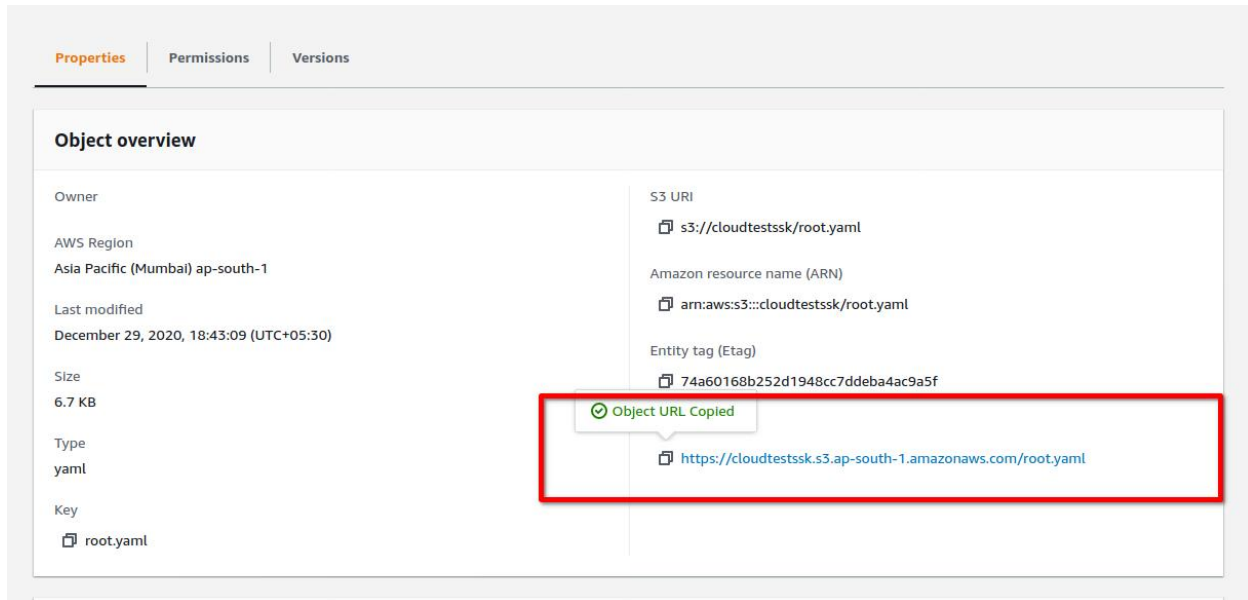 Properties
Permissions
Versions
Object overview
Owner
AWS Region
Asia Pacific (Mumbai) ap-south-1
Last modified
December 29, 2020, 18:43:09 (UTC+05:30)
Size
6.7 KB
Type
yaml
Key
root.yaml
S3 URI
s3://cloudtestssk/root.yaml
Amazon resource name (ARN)
arn:aws:s3:::cloudtestssk/root.yaml
Entity tag (Etag)
74a60168b252d1948cc7ddeba4ac9a5f
Object URL Copied
https://cloudtestssk.s3.ap-south-1.amazonaws.com/root.yaml